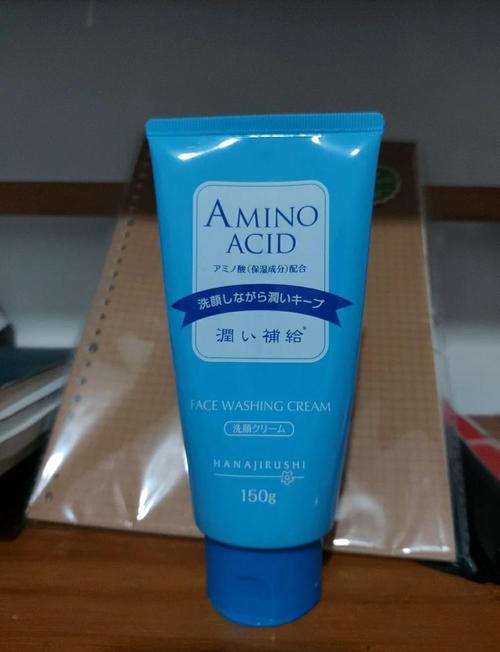 AMINO
ACID
アミノ酸(保湿成分)配合
洗顔しながら潤いキープ
潤い補給*
FACE WASHING CREAM
洗顔クリーム
HANAJIRUSHI
150g